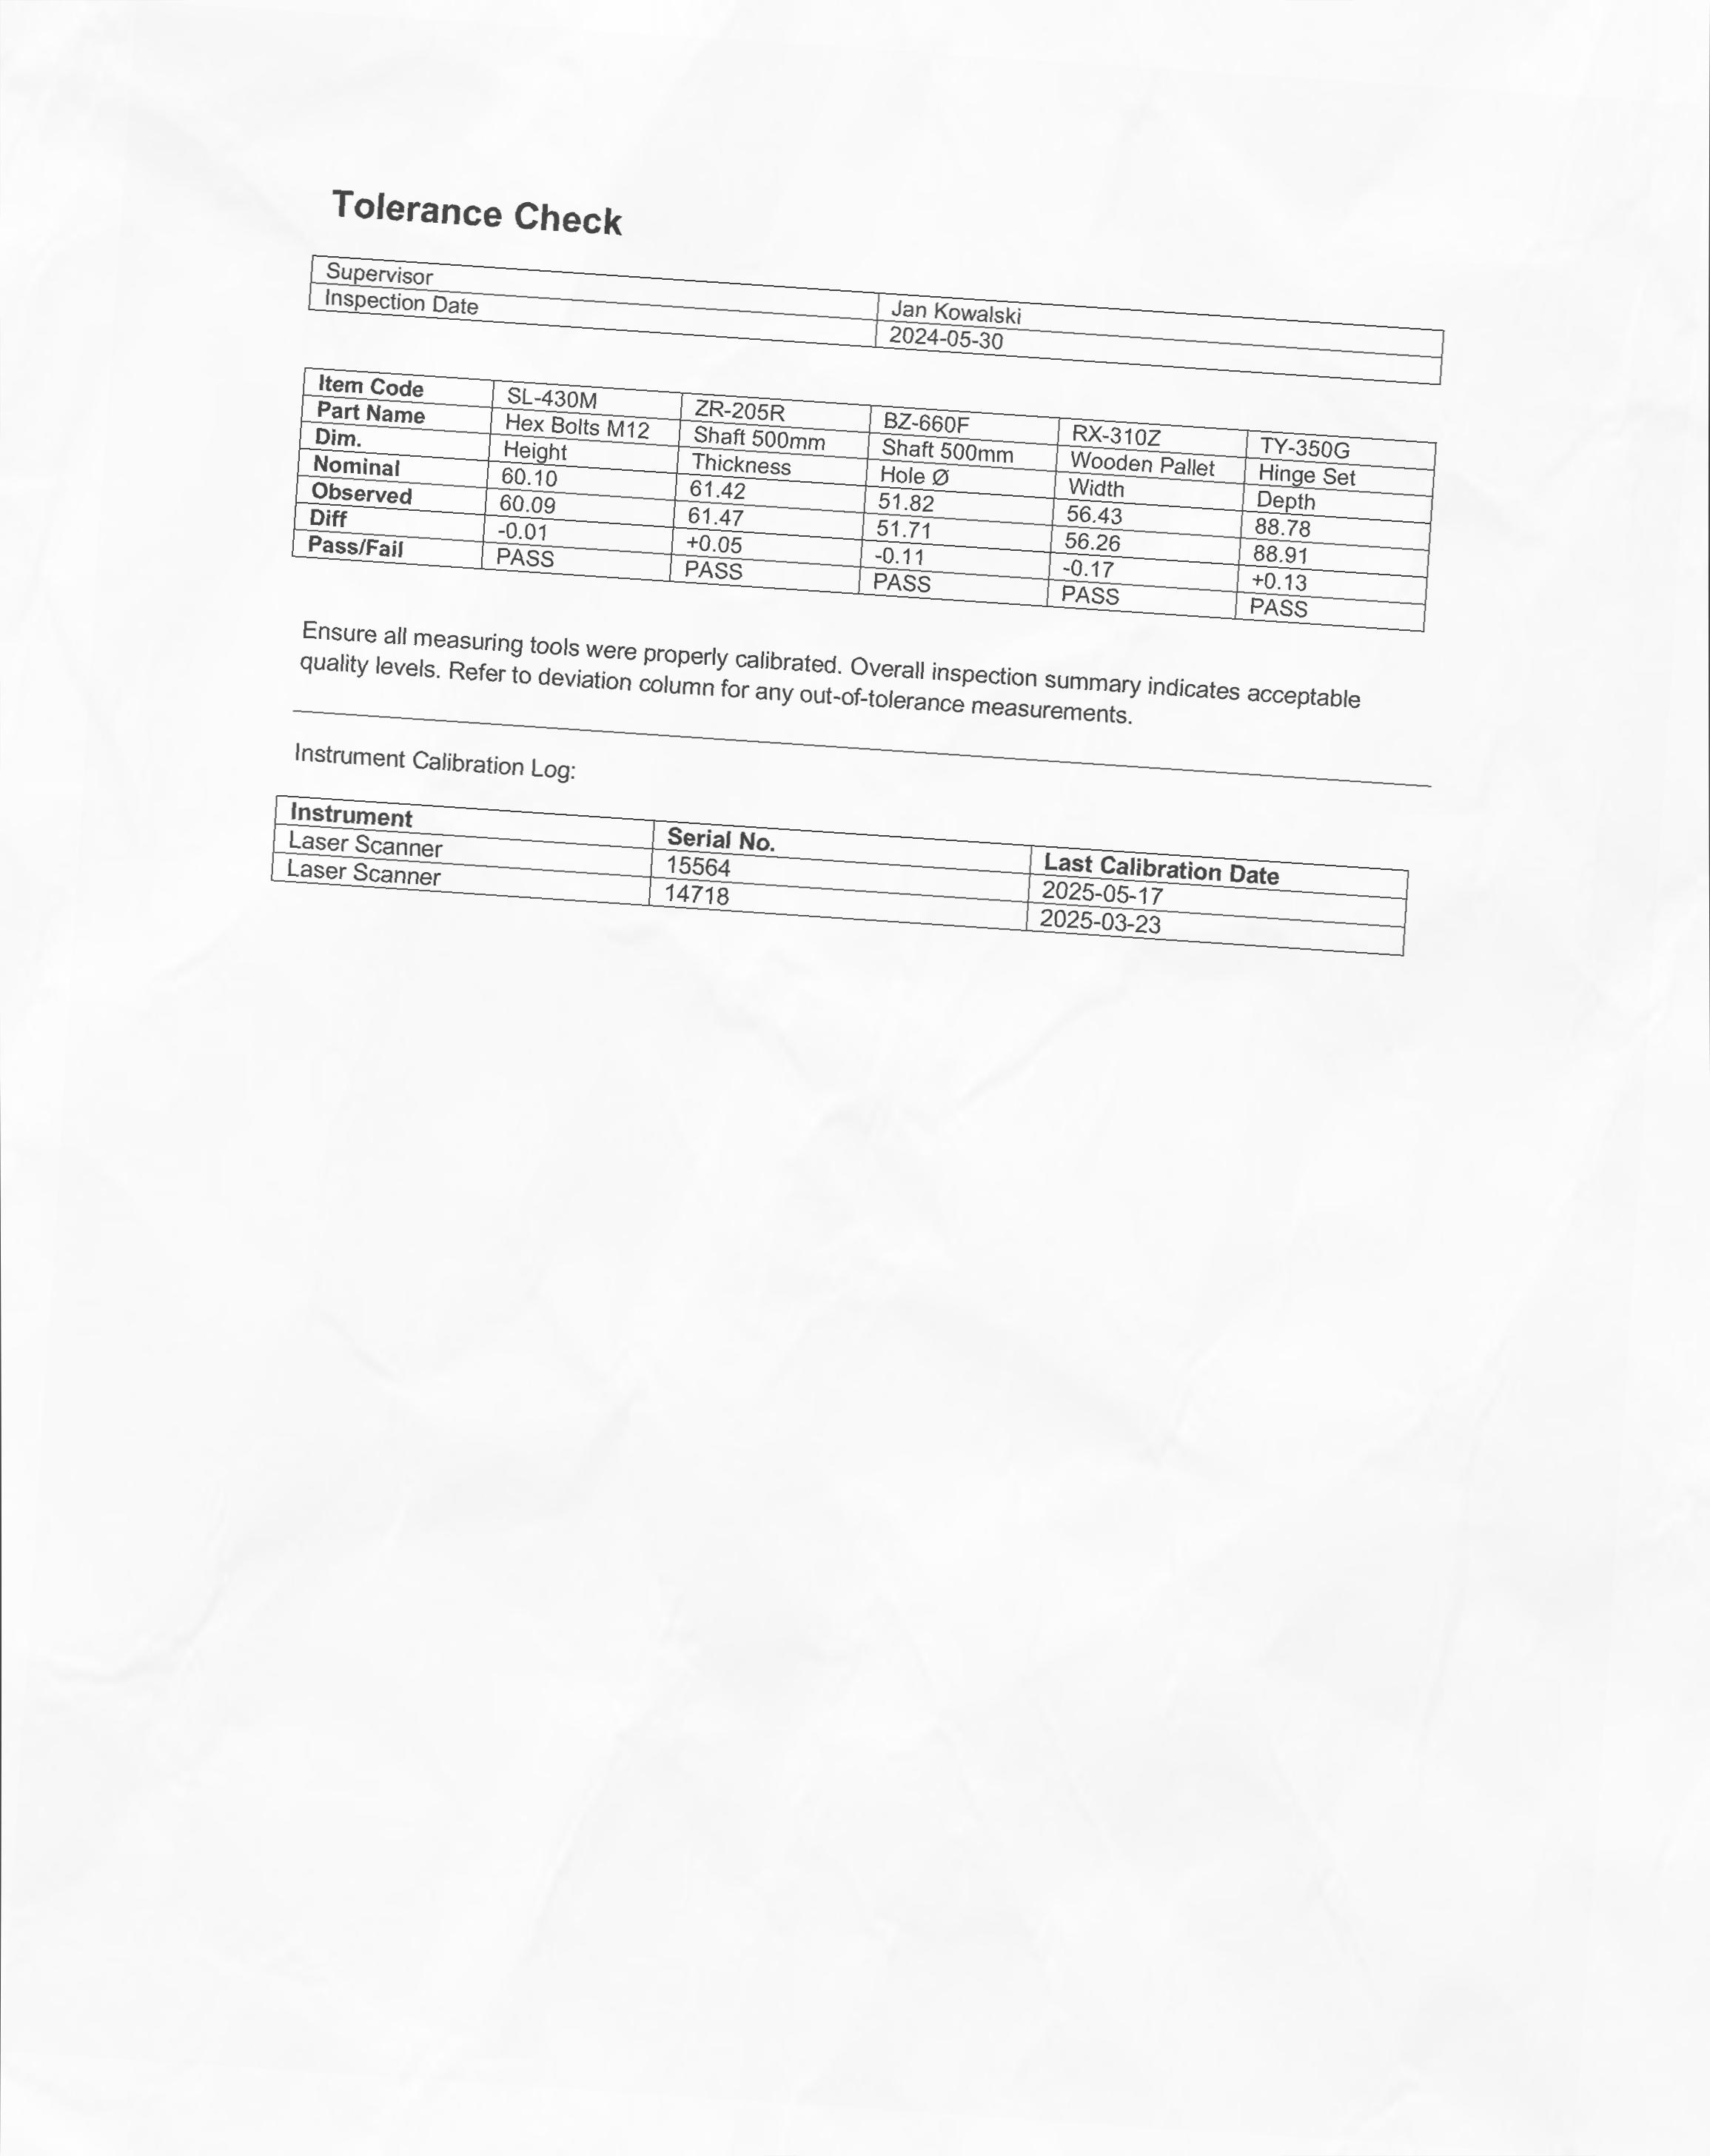 Tolerance Check
Supervisor Jan Kowalski
Inspection Date 2024-05-30
Item Code SL-430M ZR-205R BZ-660F RX-310Z TY-350G
Part Name Hex Bolts M12 Shaft 500mm Shaft 500mm Wooden Pallet Hinge Set
Dim. Height Thickness Hole Ø Width Depth
Nominal 60.10 61.42 51.82 56.43 88.78
Observed 60.09 61.47 51.71 56.26 88.91
Diff -0.01 +0.05 -0.11 -0.17 +0.13
Pass/Fail PASS PASS PASS PASS PASS
Ensure all measuring tools were properly calibrated. Overall inspection summary indicates acceptable
quality levels. Refer to deviation column for any out-of-tolerance measurements.
Instrument Calibration Log:
Instrument Serial No. Last Calibration Date
Laser Scanner 15564 2025-05-17
Laser Scanner 14718 2025-03-23